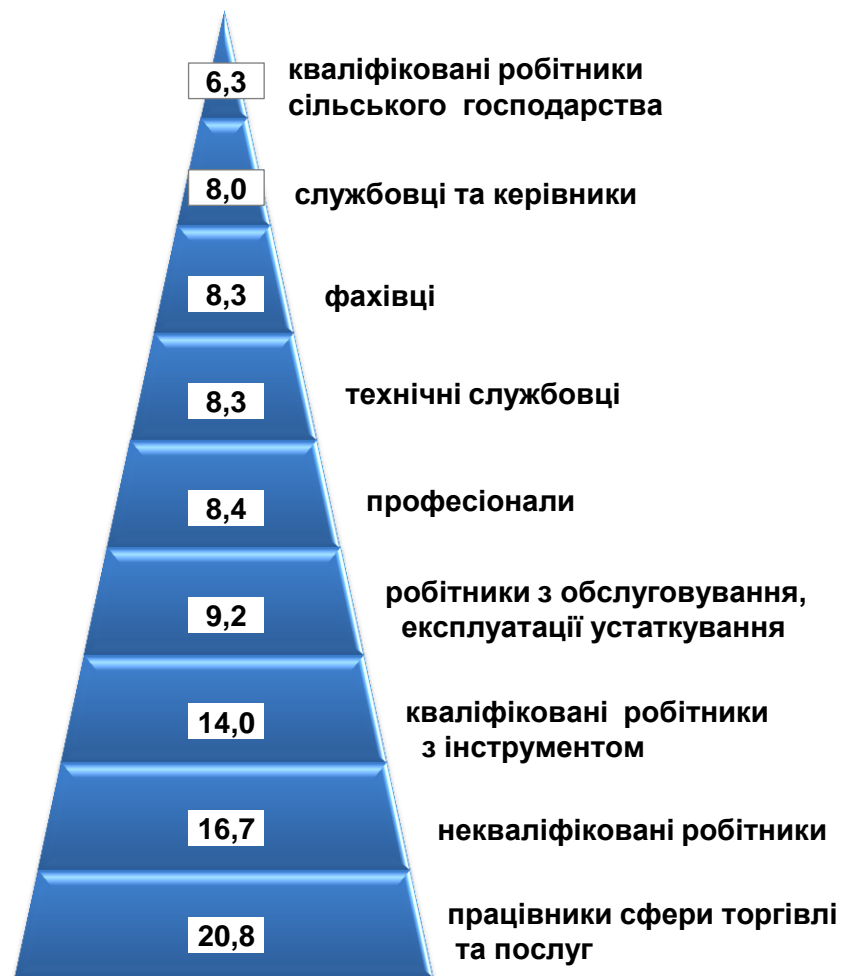 6,3
кваліфіковані робітники
сільського господарства
8,0
службовці та керівники
8,3
фахівці
8,3
технічні службовці
8,4
професіонали
9,2
робітники з обслуговування,
експлуатації устаткування
14,0
кваліфіковані робітники
з інструментом
16,7
некваліфіковані робітники
20,8
працівники сфери торгівлі
та послуг